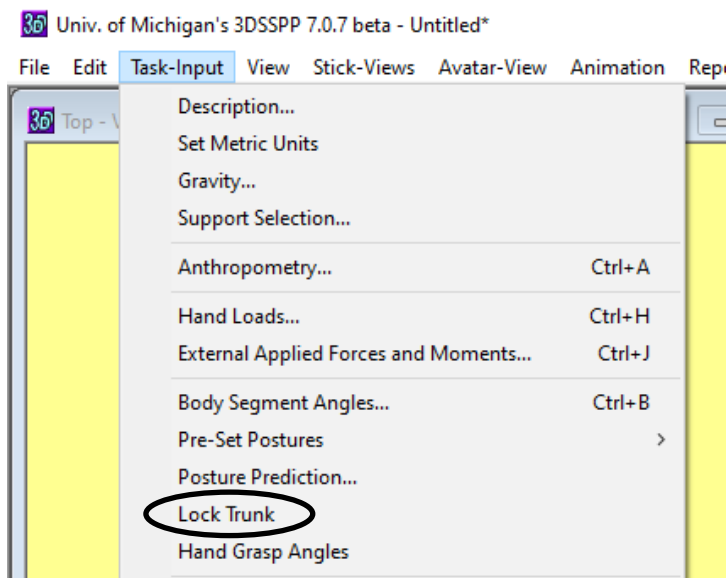 3D Univ. of Michigan's 3DSSPP 7.0.7 beta - Untitled*
File Edit Task-Input View Stick-Views Avatar-View Animation
3D Top -
Description...
Set Metric Units
Gravity...
Support Selection...
Anthropometry... Ctrl+A
Hand Loads... Ctrl+H
External Applied Forces and Moments... Ctrl+J
Body Segment Angles... Ctrl+B
Pre-Set Postures >
Posture Prediction...
Lock Trunk
Hand Grasp Angles